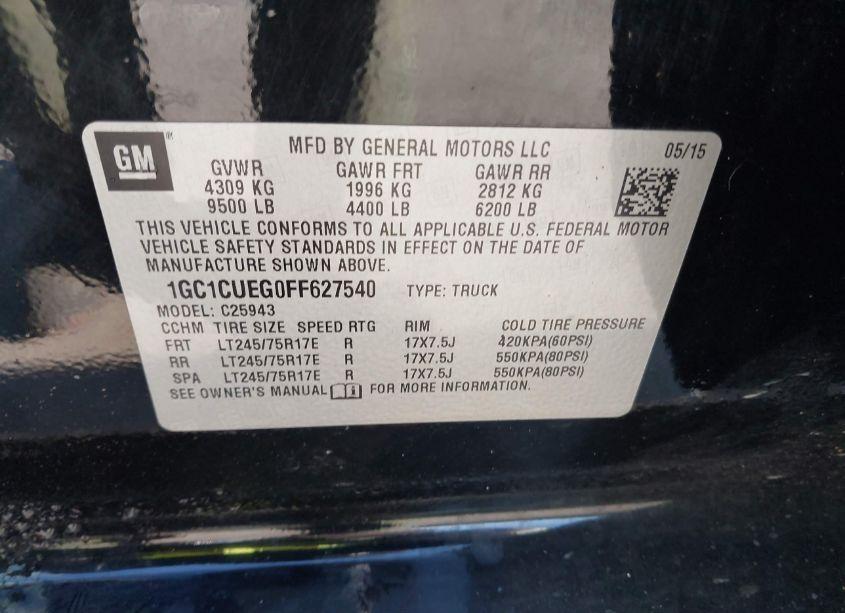 GM
MFD BY GENERAL MOTORS LLC 05/15
GVWR GAWR FRT GAWR RR
4309 KG 1996 KG 2812 KG
9500 LB 4400 LB 6200 LB
THIS VEHICLE CONFORMS TO ALL APPLICABLE U.S. FEDERAL MOTOR
VEHICLE SAFETY STANDARDS IN EFFECT ON THE DATE OF
MANUFACTURE SHOWN ABOVE.
1GC1CUEG0FF627540 TYPE: TRUCK
MODEL: C25943
CCHM TIRE SIZE SPEED RTG RIM COLD TIRE PRESSURE
FRT LT245/75R17E R 17X7.5J 420KPA(60PSI)
RR LT245/75R17E R 17X7.5J 550KPA(80PSI)
SPA LT245/75R17E R 17X7.5J 550KPA(80PSI)
SEE OWNER'S MANUAL FOR MORE INFORMATION.